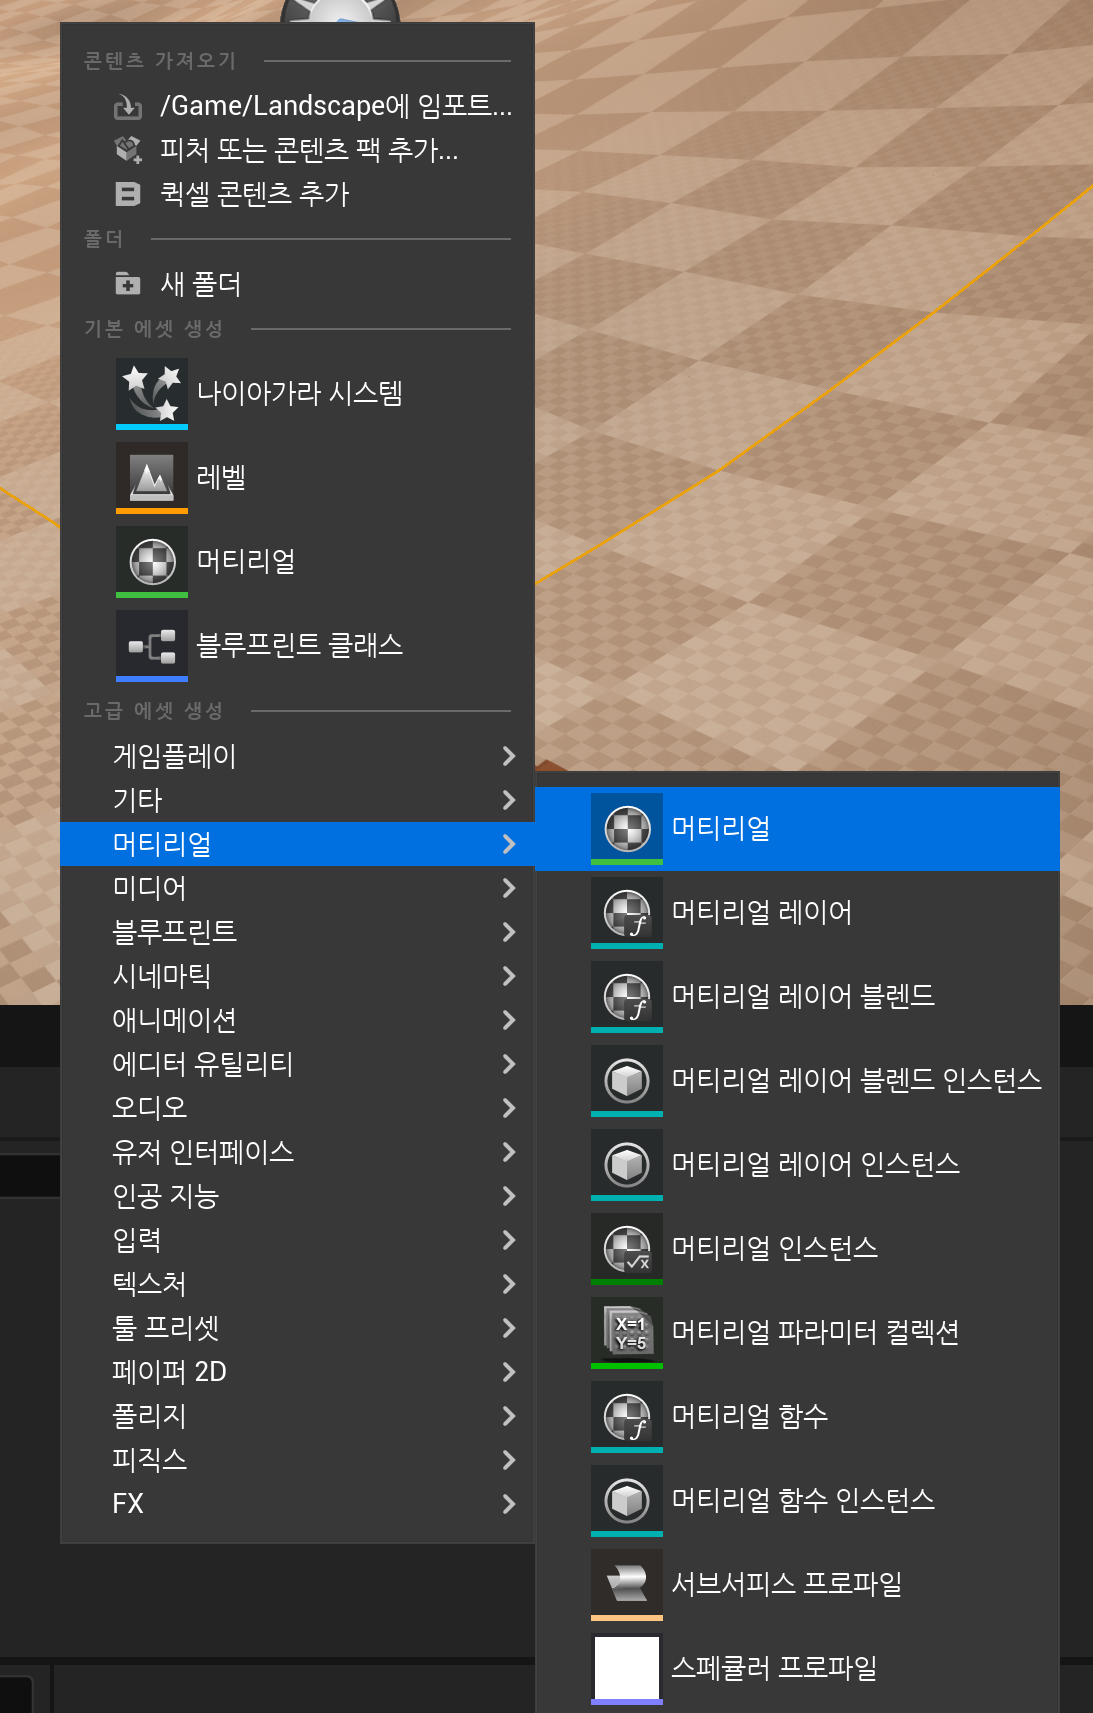 콘텐츠 가져오기
/Game/Landscape에 임포트...
피처 또는 콘텐츠 팩 추가...
퀵셀 콘텐츠 추가
폴더
새 폴더
기본 에셋 생성
나이아가라 시스템
레벨
머티리얼
블루프린트 클래스
고급 에셋 생성
게임플레이
기타
머티리얼
미디어
블루프린트
시네마틱
애니메이션
에디터 유틸리티
오디오
유저 인터페이스
인공 지능
입력
텍스처
툴 프리셋
페이퍼 2D
폴리지
피직스
FX
머티리얼
머티리얼 레이어
머티리얼 레이어 블렌드
머티리얼 레이어 블렌드 인스턴스
머티리얼 레이어 인스턴스
머티리얼 인스턴스
X=1
Y=5
머티리얼 파라미터 컬렉션
머티리얼 함수
머티리얼 함수 인스턴스
서브서피스 프로파일
스페큘러 프로파일